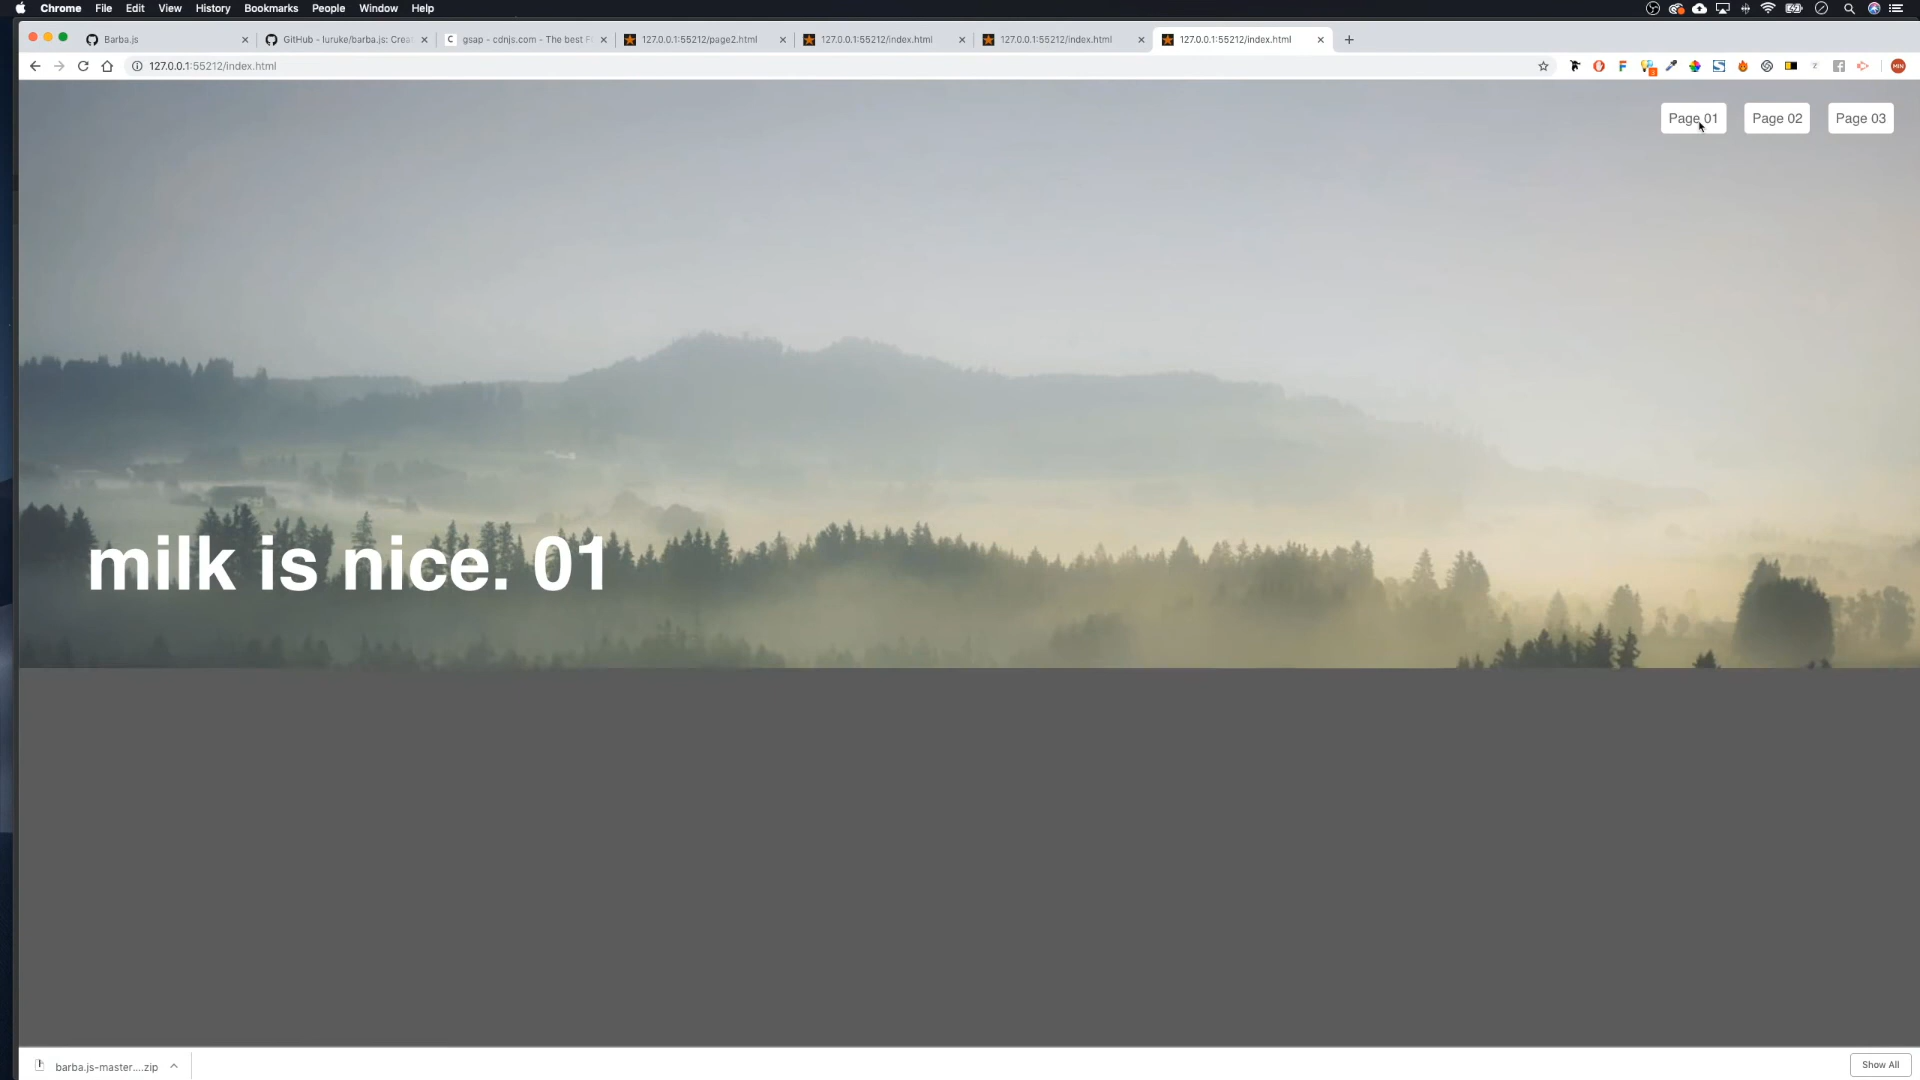 Chrome File Edit View History Bookmarks People Window Help
Barba.js
GitHub - luruke/barba.js: Crea
gsap - cdnjs.com - The best F
127.0.0.1:55212/page2.html
127.0.0.1:55212/index.html
127.0.0.1:55212/index.html
127.0.0.1:55212/index.html
127.0.0.1:55212/index.html
Page 01
Page 02
Page 03
milk is nice. 01
barba.js-master....zip
Show All